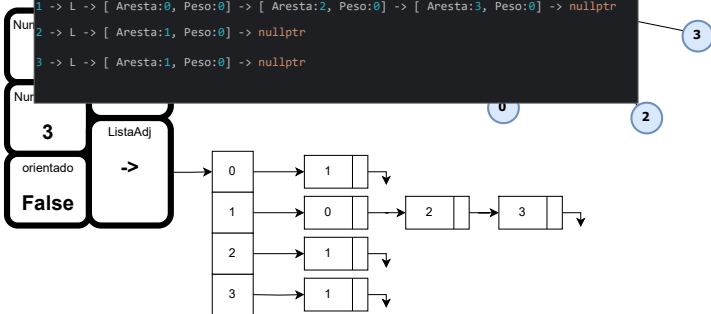 1 -> L -> [ Aresta:0, Peso:0] -> [ Aresta:2, Peso:0] -> [ Aresta:3, Peso:0] -> nullptr
2 -> L -> [ Aresta:1, Peso:0] -> nullptr
3 -> L -> [ Aresta:1, Peso:0] -> nullptr
3
0
2
3
ListaAdj
->
orientado
False
0 1
1 0 2 3
2 1
3 1